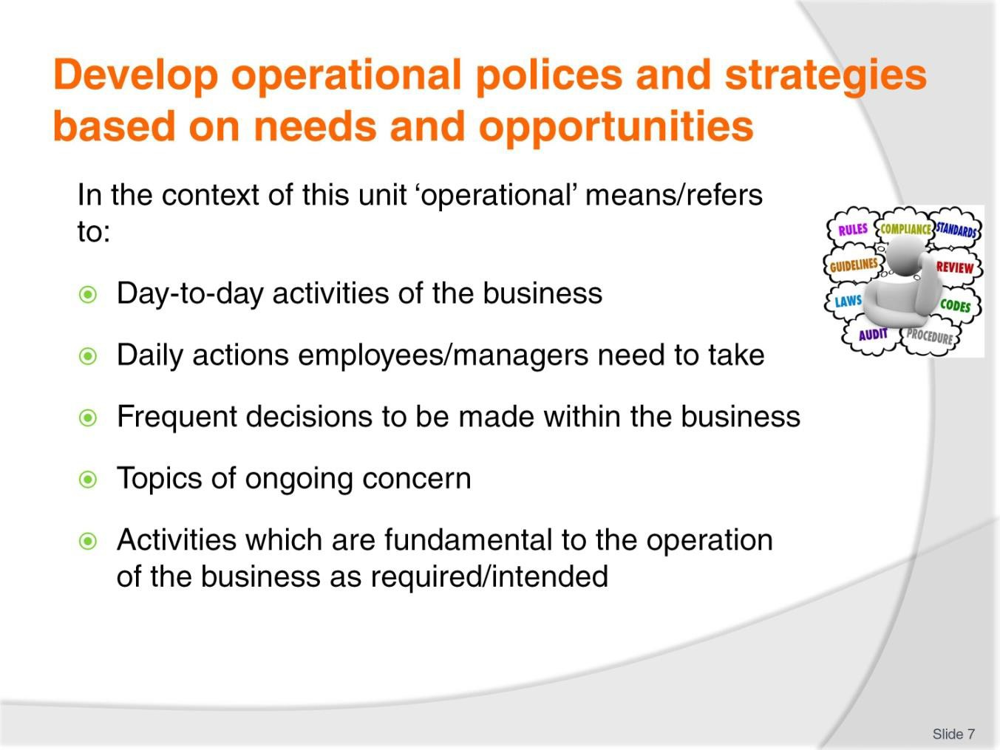 Develop operational polices and strategies
based on needs and opportunities
In the context of this unit ‘operational’ means/refers
to:
Day-to-day activities of the business
Daily actions employees/managers need to take
Frequent decisions to be made within the business
Topics of ongoing concern
Activities which are fundamental to the operation
of the business as required/intended
RULES COMPLIANCE STANDARDS
GUIDELINES REVIEW
LAWS CODES
AUDIT PROCEDURE
Slide 7